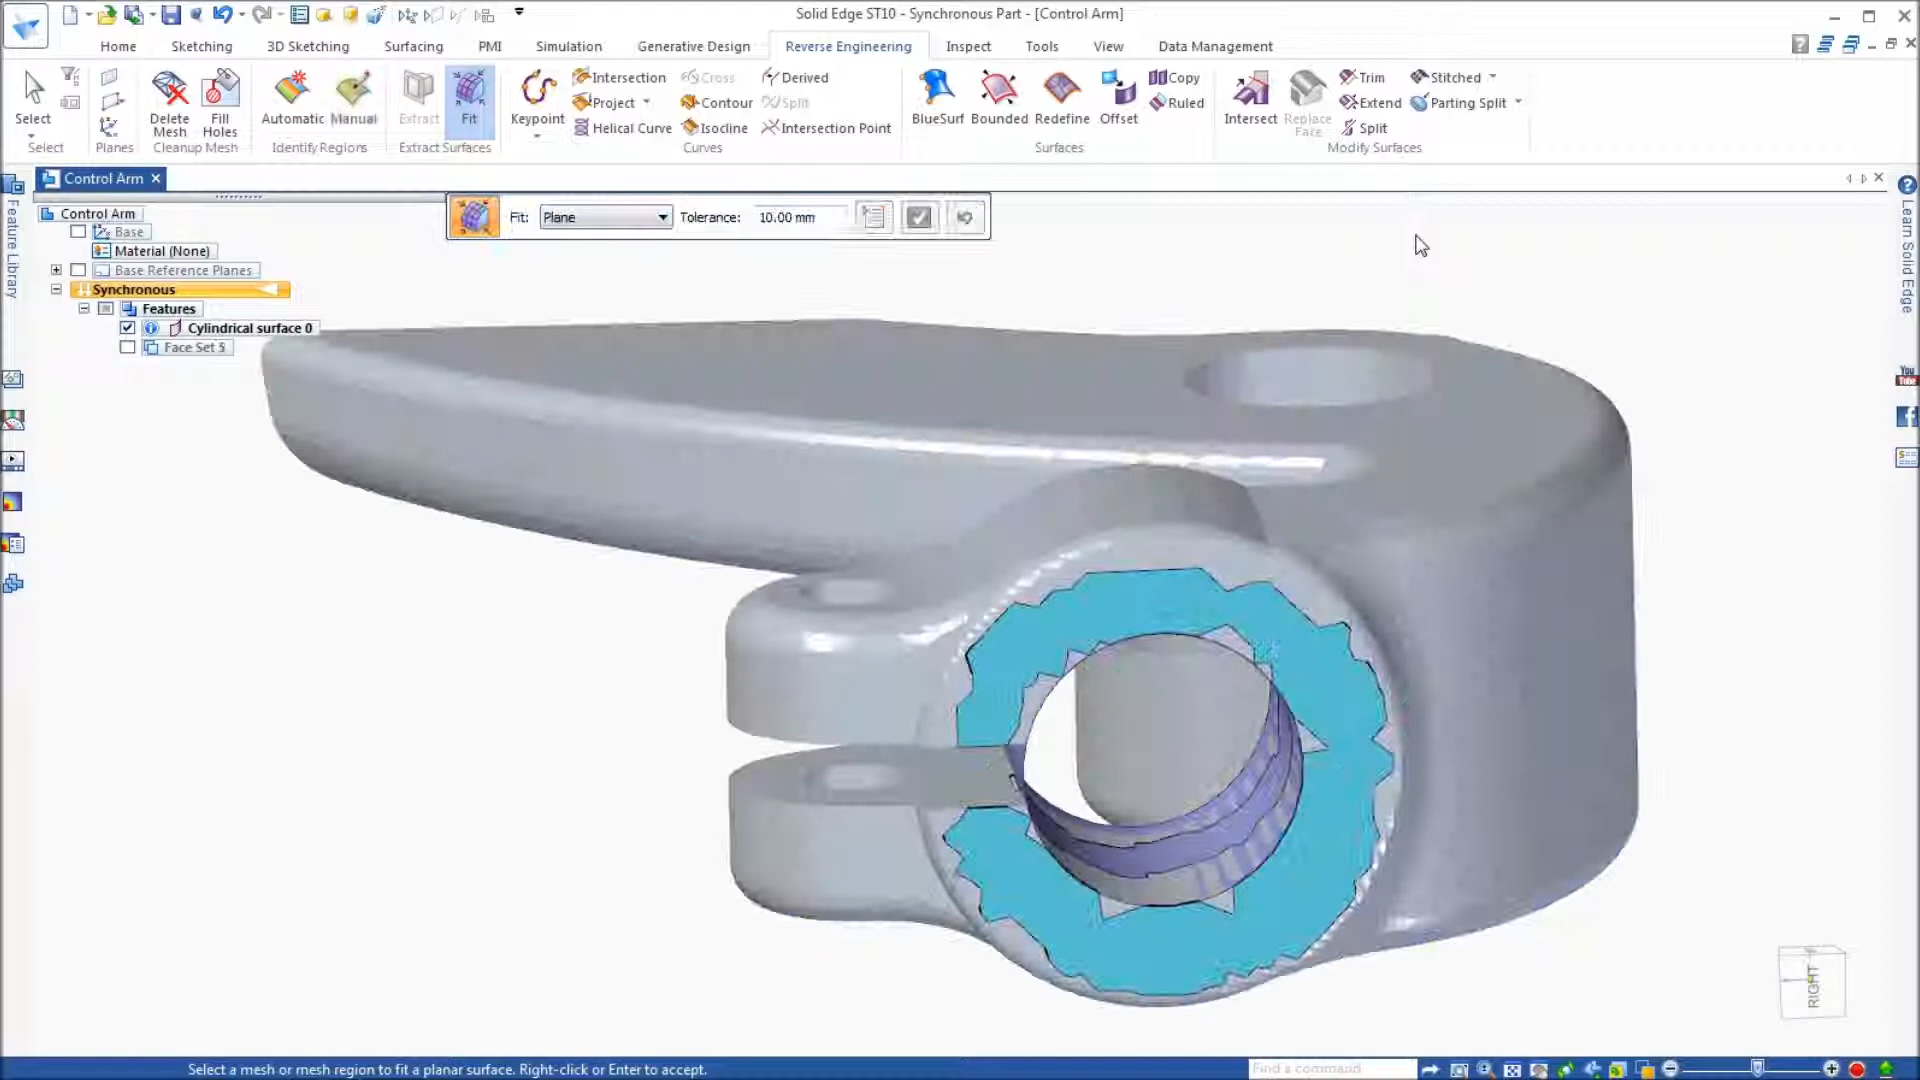 Solid Edge ST10 - Synchronous Part - [Control Arm]
Home Sketching 3D Sketching Surfacing PMI Simulation Generative Design Reverse Engineering Inspect Tools View Data Management
Select
Select
Planes
Delete Mesh
Fill Holes
Cleanup Mesh
Automatic
Manual
Identify Regions
Extract
Fit
Extract Surfaces
Keypoint
Intersection
Project
Helical Curve
Cross
Contour
Isocline
Derived
Split
Intersection Point
Curves
BlueSurf
Bounded
Redefine
Offset
Copy
Ruled
Surfaces
Intersect
Replace Face
Trim
Extend
Split
Stitched
Parting Split
Modify Surfaces
Control Arm
Fit: Plane Tolerance: 10.00 mm
Control Arm
Base
Material (None)
Base Reference Planes
Synchronous
Features
Cylindrical surface 0
Face Set 5
Feature Library
Learn Solid Edge
You
Tube
RIGHT
Select a mesh or mesh region to fit a planar surface. Right-click or Enter to accept.
Find a command